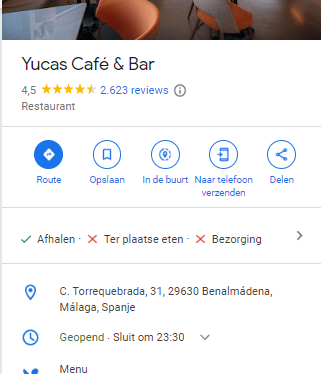 Yucas Café & Bar
4,5 2.623 reviews
Restaurant
Route Opslaan In de buurt Naar telefoon verzenden Delen
Afhalen · Ter plaatse eten · Bezorging
C. Torrequebrada, 31, 29630 Benalmádena,
Málaga, Spanje
Geopend · Sluit om 23:30
Menu